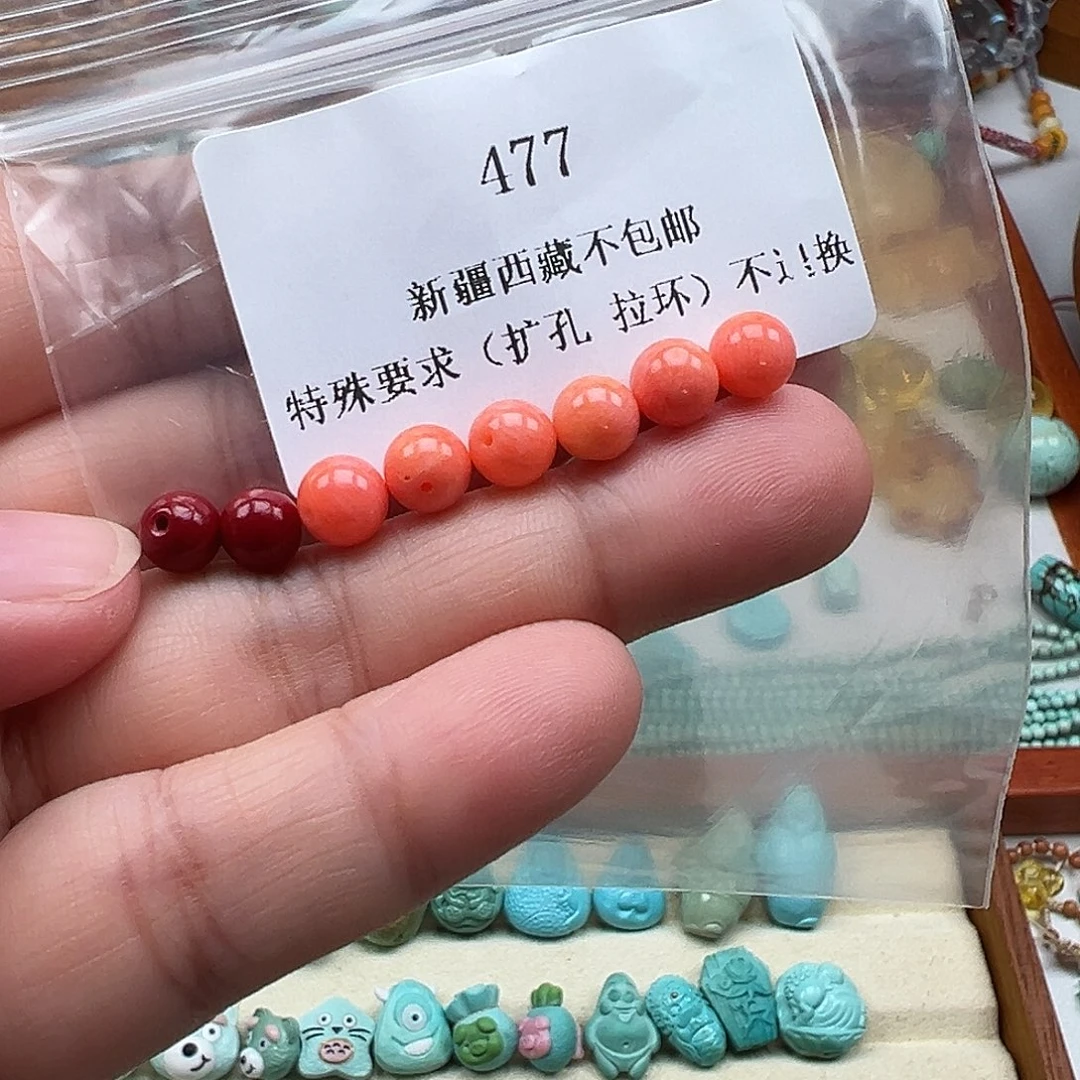 477
新疆西藏不包邮
特殊要求（扩孔 拉环）不 换